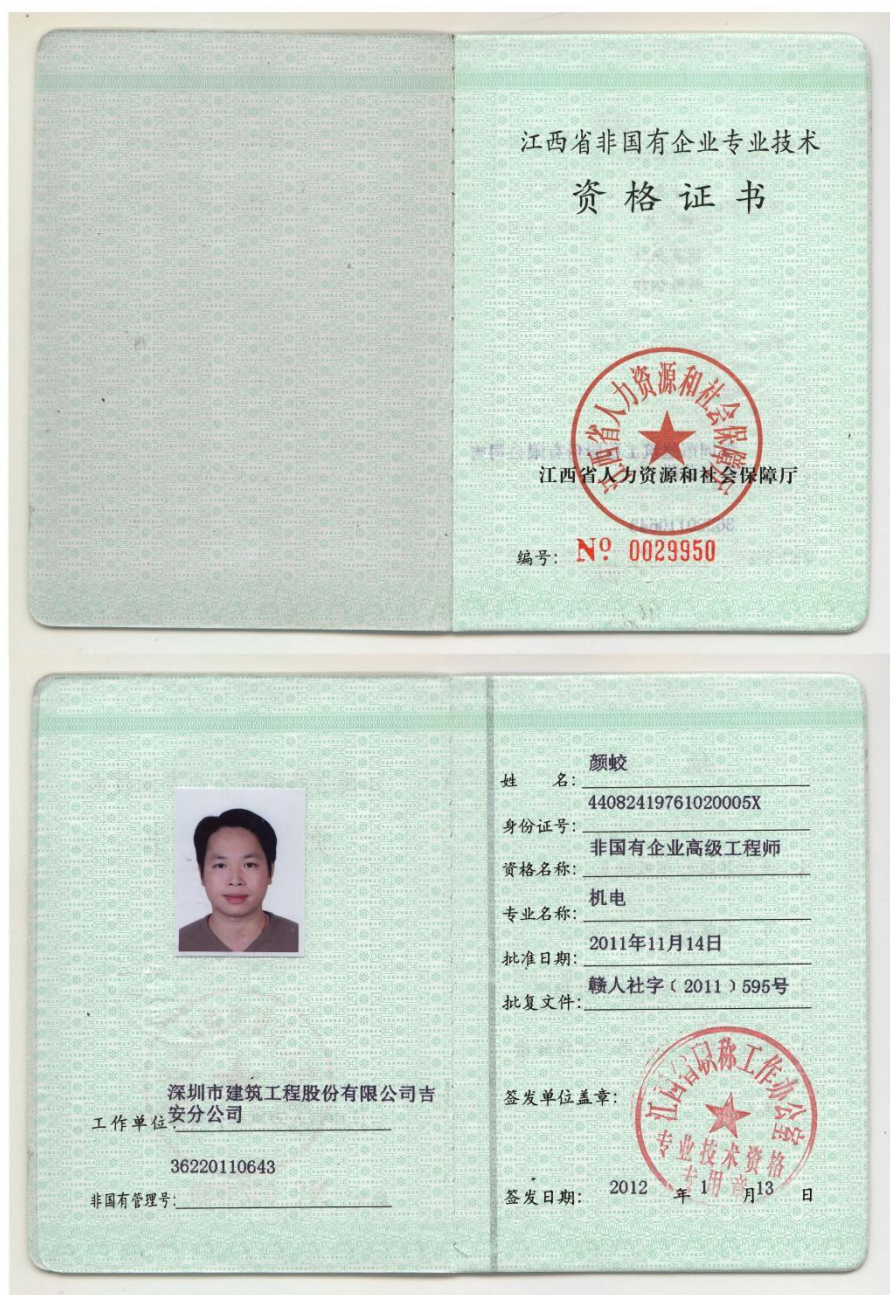 江西省非国有企业专业技术
资格证书
江西省人力资源和社会保障厅
江西省人力资源和社会保障厅
编号: Nº 0029950
姓名: 颜蛟
身份证号: 44082419761020005X
资格名称: 非国有企业高级工程师
专业名称: 机电
批准日期: 2011年11月14日
批复文件: 赣人社字(2011)595号
工作单位: 深圳市建筑工程股份有限公司吉
安分公司
非国有管理号: 36220110643
签发单位盖章:
江西省职称工作办公室
专业技术资格
专用章
签发日期: 2012 年 1 月 13 日